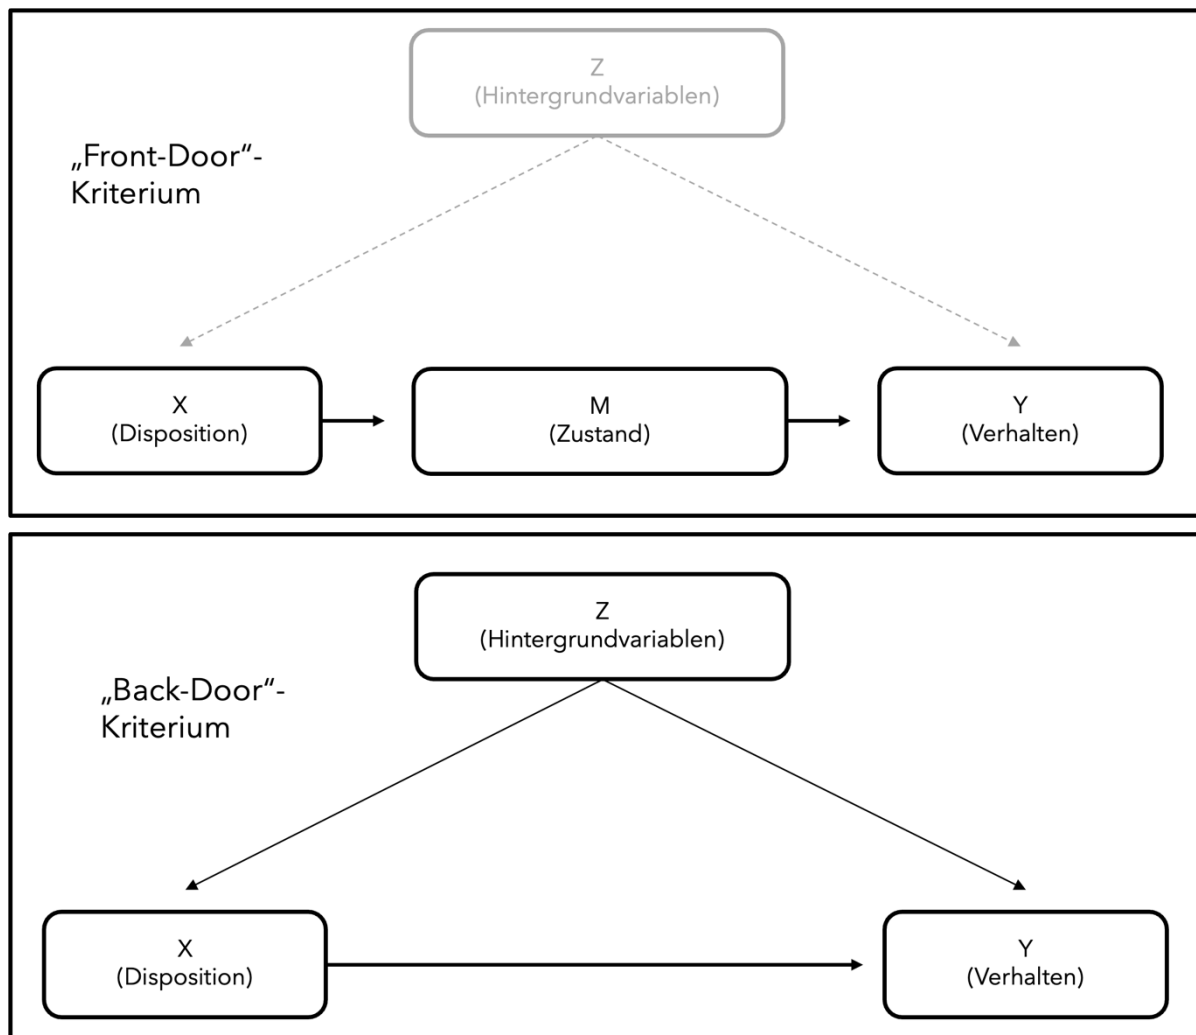 Z
(Hintergrundvariablen)
„Front-Door“-
Kriterium
X
(Disposition)
M
(Zustand)
Y
(Verhalten)
Z
(Hintergrundvariablen)
„Back-Door“-
Kriterium
X
(Disposition)
Y
(Verhalten)